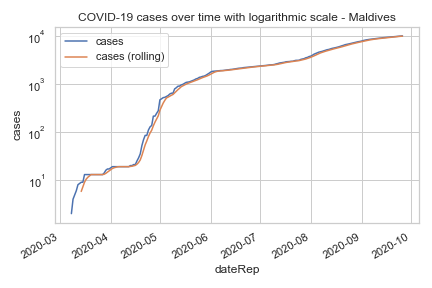 COVID-19 cases over time with logarithmic scale - Maldives
cases
cases (rolling)
10⁴
10³
10²
10¹
cases
2020-03
2020-04
2020-05
2020-06
2020-07
2020-08
2020-09
2020-10
dateRep